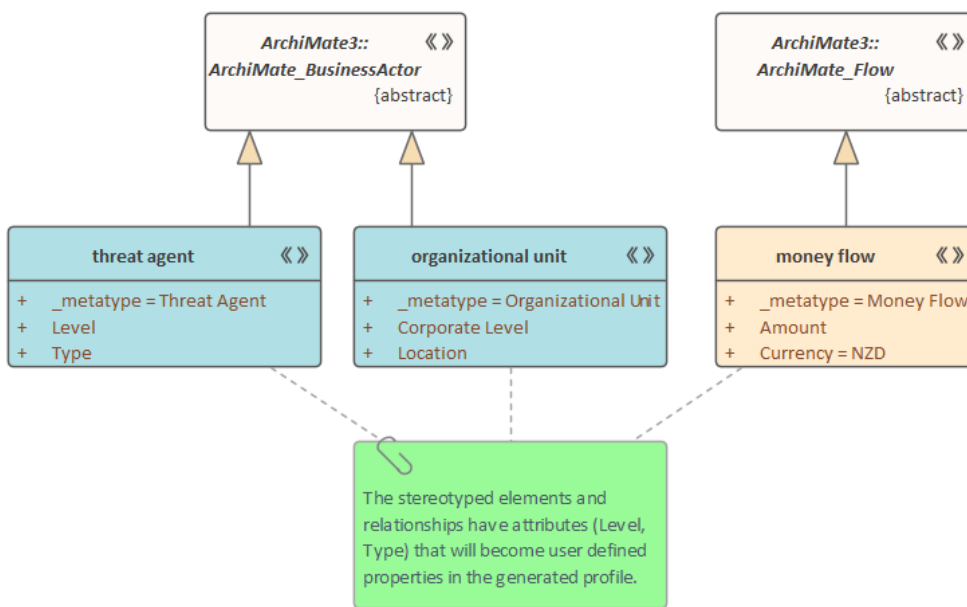 ArchiMate3:: «»
ArchiMate_BusinessActor
{abstract}
ArchiMate3:: «»
ArchiMate_Flow
{abstract}
threat agent «»
+ _metatype = Threat Agent
+ Level
+ Type
organizational unit «»
+ _metatype = Organizational Unit
+ Corporate Level
+ Location
money flow «»
+ _metatype = Money Flow
+ Amount
+ Currency = NZD
The stereotyped elements and
relationships have attributes (Level,
Type) that will become user defined
properties in the generated profile.